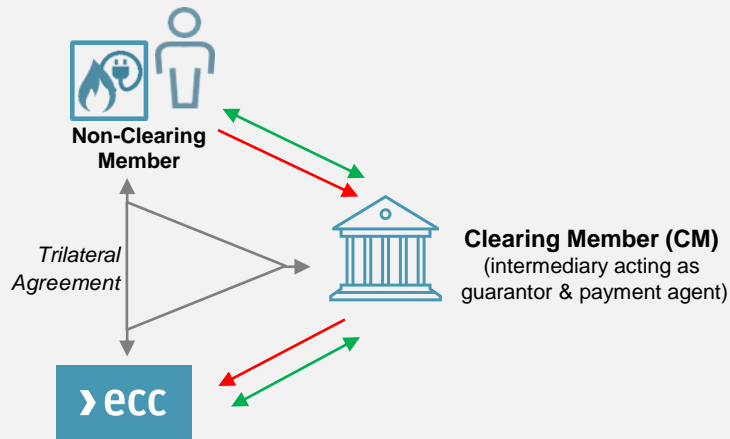 Non-Clearing
Member
Trilateral
Agreement
Clearing Member (CM)
(intermediary acting as
guarantor & payment agent)
ecc